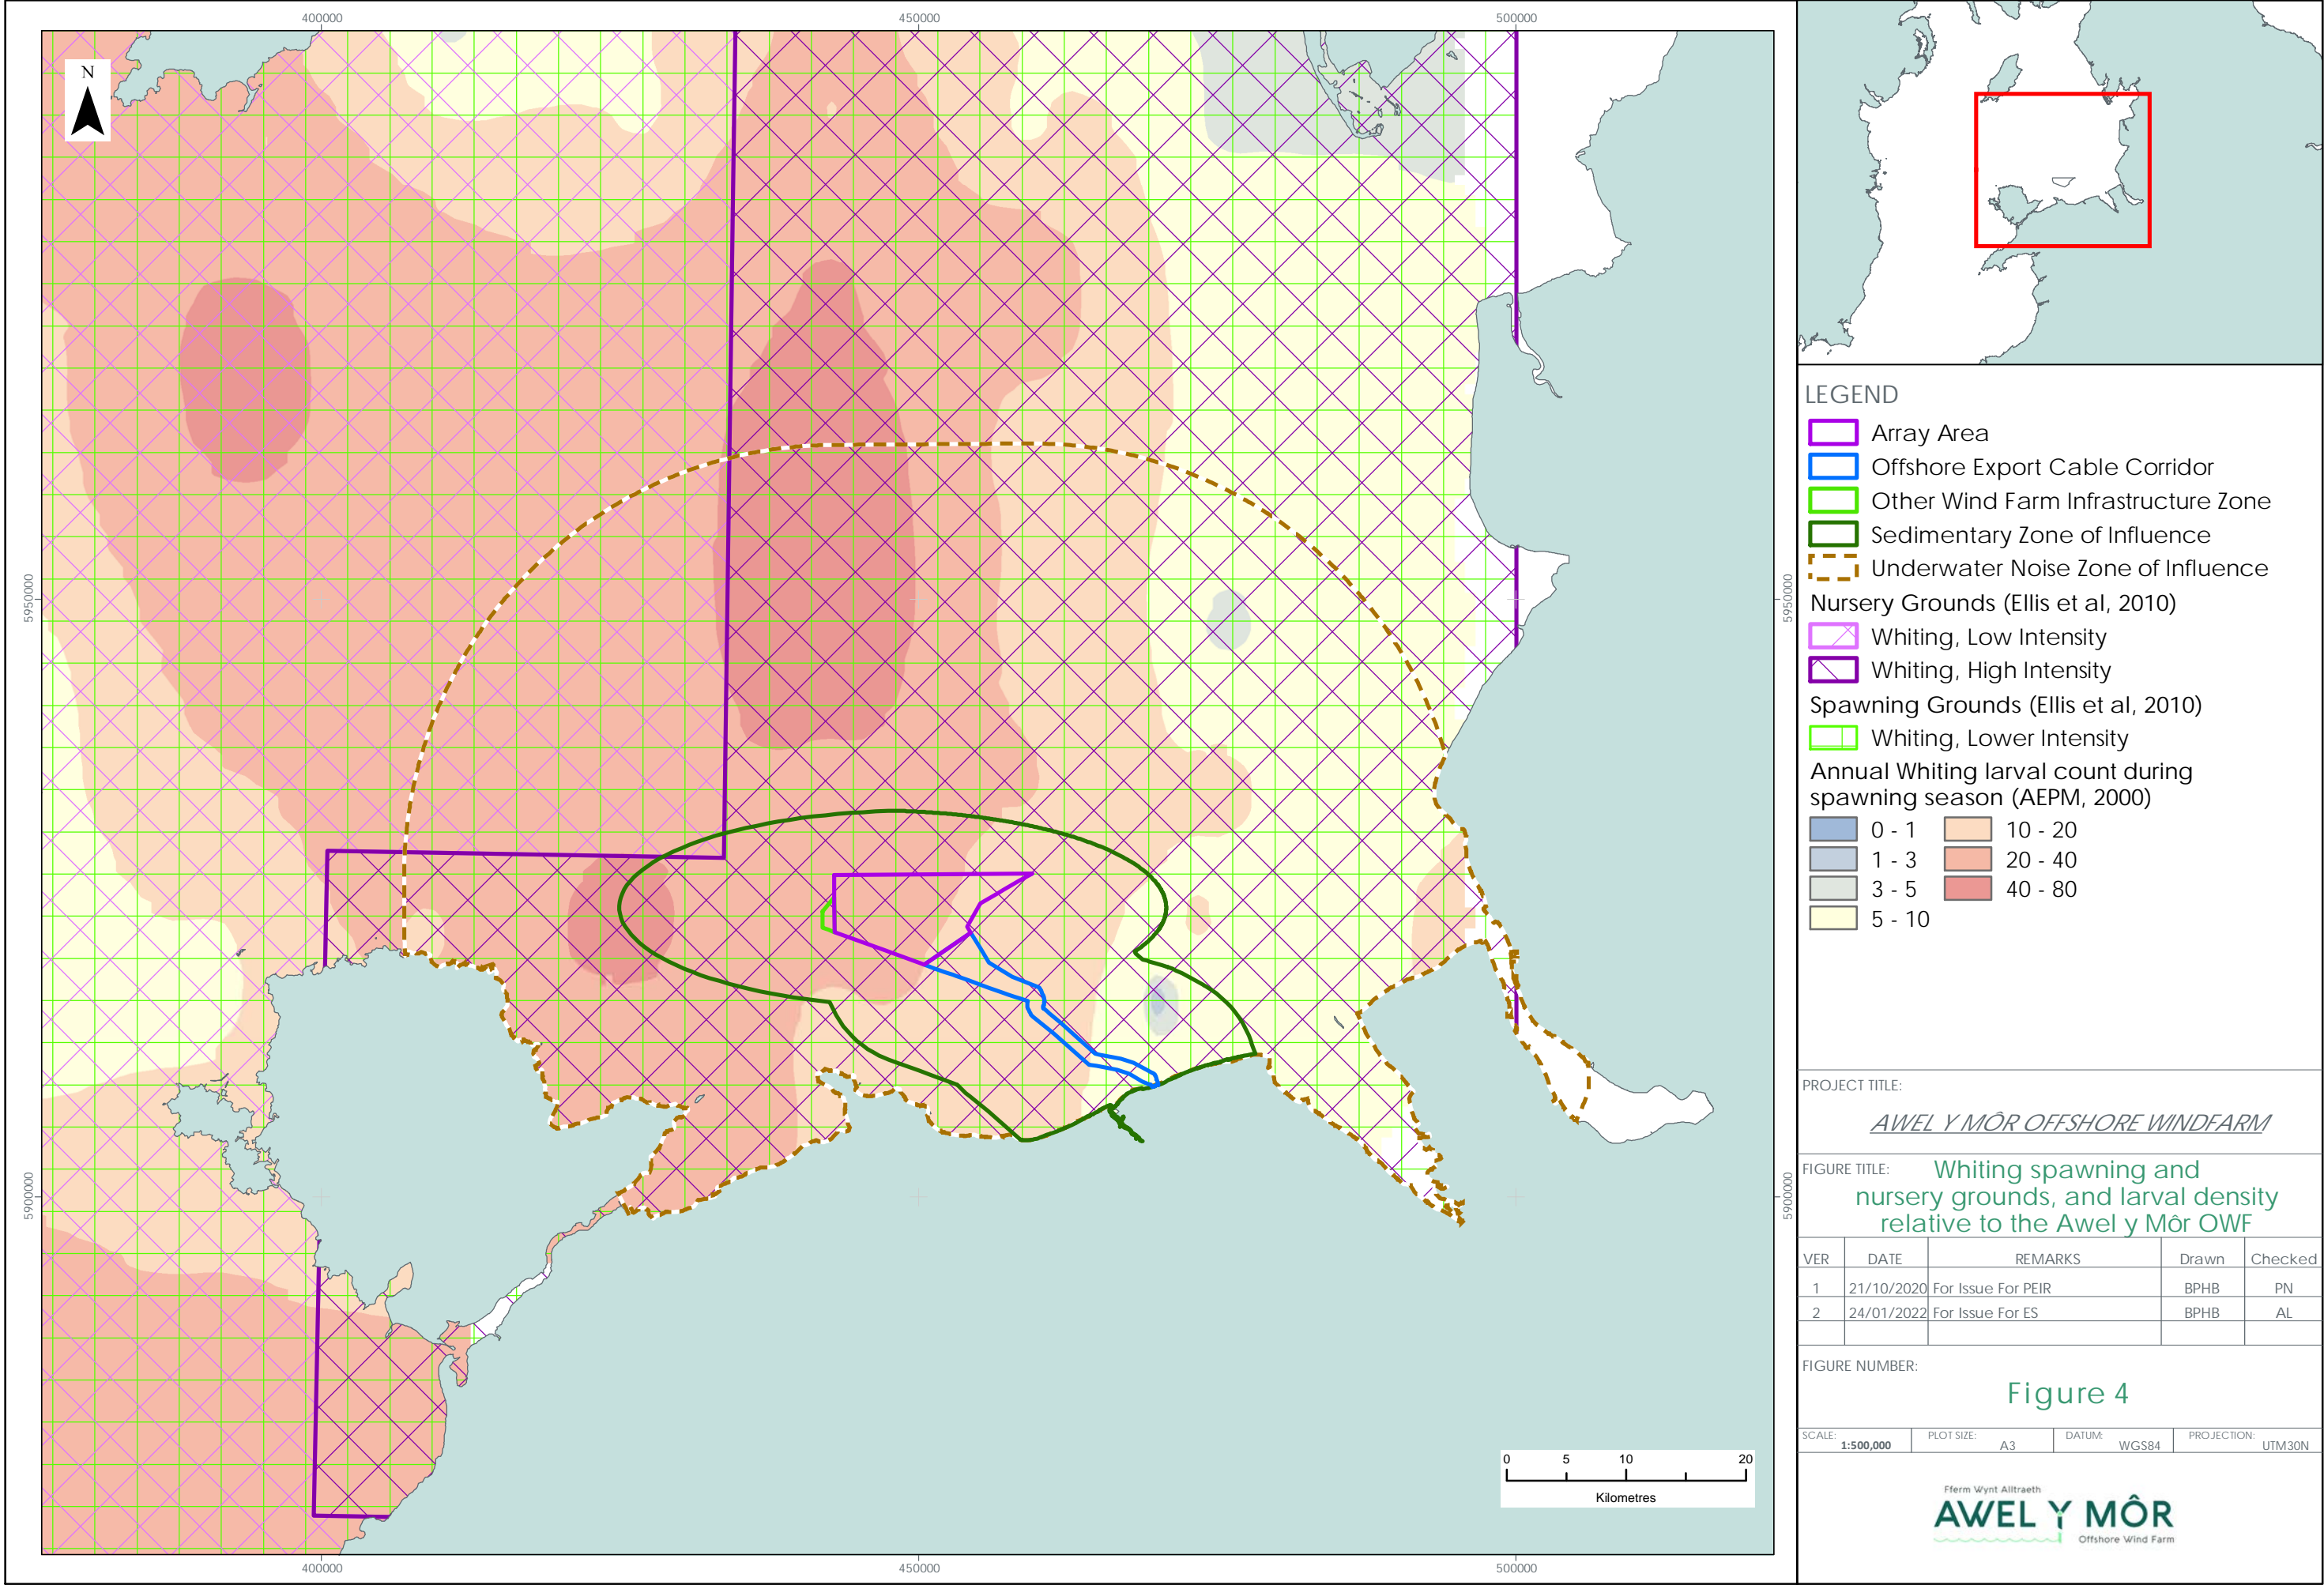 400000
450000
500000
N
5950000
5950000
5900000
5900000
0 5 10 20
Kilometres
400000
450000
500000
LEGEND
Array Area
Offshore Export Cable Corridor
Other Wind Farm Infrastructure Zone
Sedimentary Zone of Influence
Underwater Noise Zone of Influence
Nursery Grounds (Ellis et al, 2010)
Whiting, Low Intensity
Whiting, High Intensity
Spawning Grounds (Ellis et al, 2010)
Whiting, Lower Intensity
Annual Whiting larval count during
spawning season (AEPM, 2000)
0 - 1 10 - 20
1 - 3 20 - 40
3 - 5 40 - 80
5 - 10
PROJECT TITLE:
AWEL Y MÔR OFFSHORE WINDFARM
FIGURE TITLE: Whiting spawning and
nursery grounds, and larval density
relative to the Awel y Môr OWF
VER DATE REMARKS Drawn Checked
1 21/10/2020 For Issue For PEIR BPHB PN
2 24/01/2022 For Issue For ES BPHB AL
FIGURE NUMBER:
Figure 4
SCALE: 1:500,000 PLOT SIZE: A3 DATUM: WGS84 PROJECTION: UTM30N
Fferm Wynt Alltraeth
AWEL Y MÔR
Offshore Wind Farm